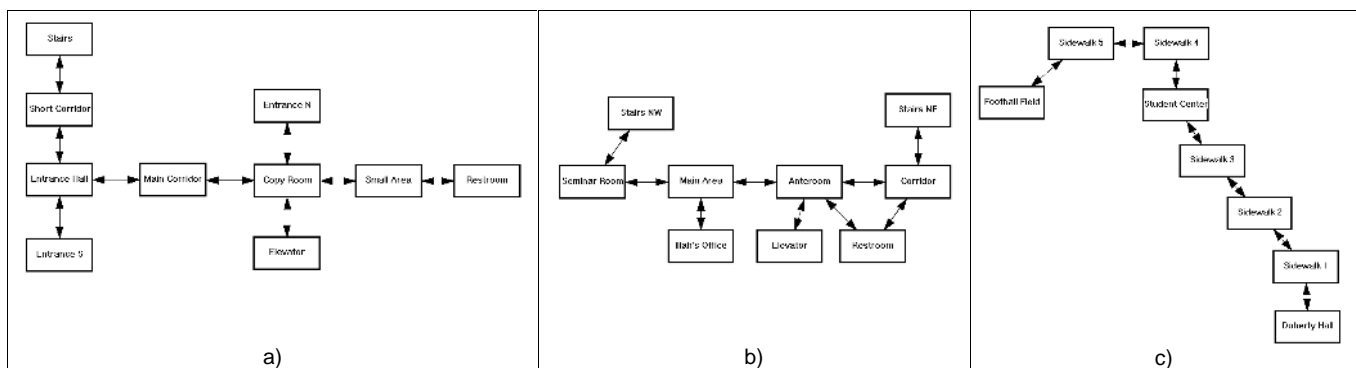 Stairs
Short Corridor
Entrance Hall
Main Corridor
Entrance N
Copy Room
Small Area
Restroom
Entrance S
Elevator
a)
Stairs NW
Stairs NE
Seminar Room
Main Area
Anteroom
Corridor
Illah's Office
Elevator
Restroom
b)
Sidewalk 5
Sidewalk 4
Football Field
Student Center
Sidewalk 3
Sidewalk 2
Sidewalk 1
Doherty Hall
c)